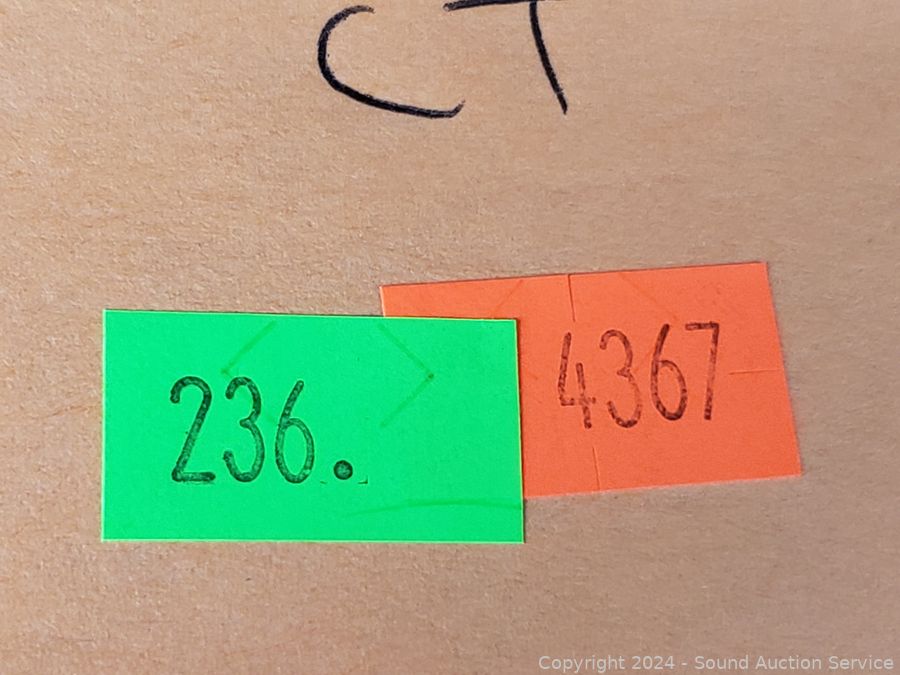 CT
236.
4367
Copyright 2024 - Sound Auction Service